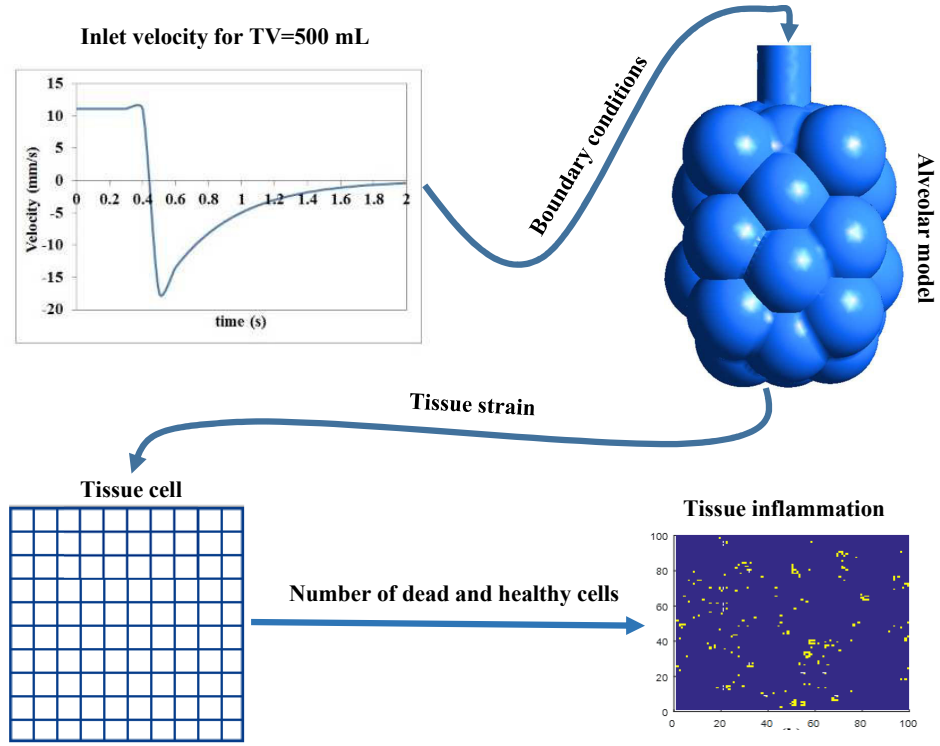 Inlet velocity for TV=500 mL
15
10
5
0
-5
-10
-15
-20
0 0.2 0.4 0.6 0.8 1 1.2 1.4 1.6 1.8 2
Velocity (mm/s)
time (s)
Boundary conditions
Alveolar model
Tissue strain
Tissue cell
Number of dead and healthy cells
Tissue inflammation
100
80
60
40
20
0
0 20 40 60 80 100